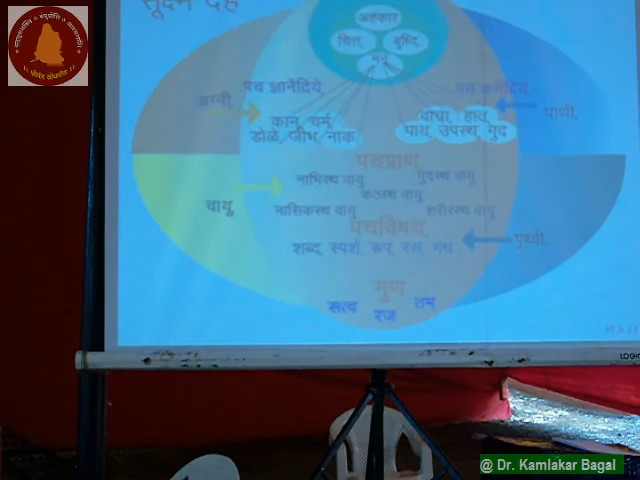 सूक्ष्म देह
अहंकार
चित्त बुध्दि
मन
पंच ज्ञानेंद्रिये, पंच कर्मेंद्रिये,
अग्नी, पाणी,
कान, चर्म, वाचा, हात,
डोळे, जीभ, नाक पाय, उपस्थ, गुद
पंचप्राण
नाभिस्थ वायु गुदस्थ वायु
कंठस्थ वायु
वायू,
नासिकस्थ वायु शरीरस्थ वायु
पंचविषय,
शब्द, स्पर्श, रूप, रस, गंध पृथ्वी,
गुण
सत्व रज तम
@ Dr. Kamlakar Bagal